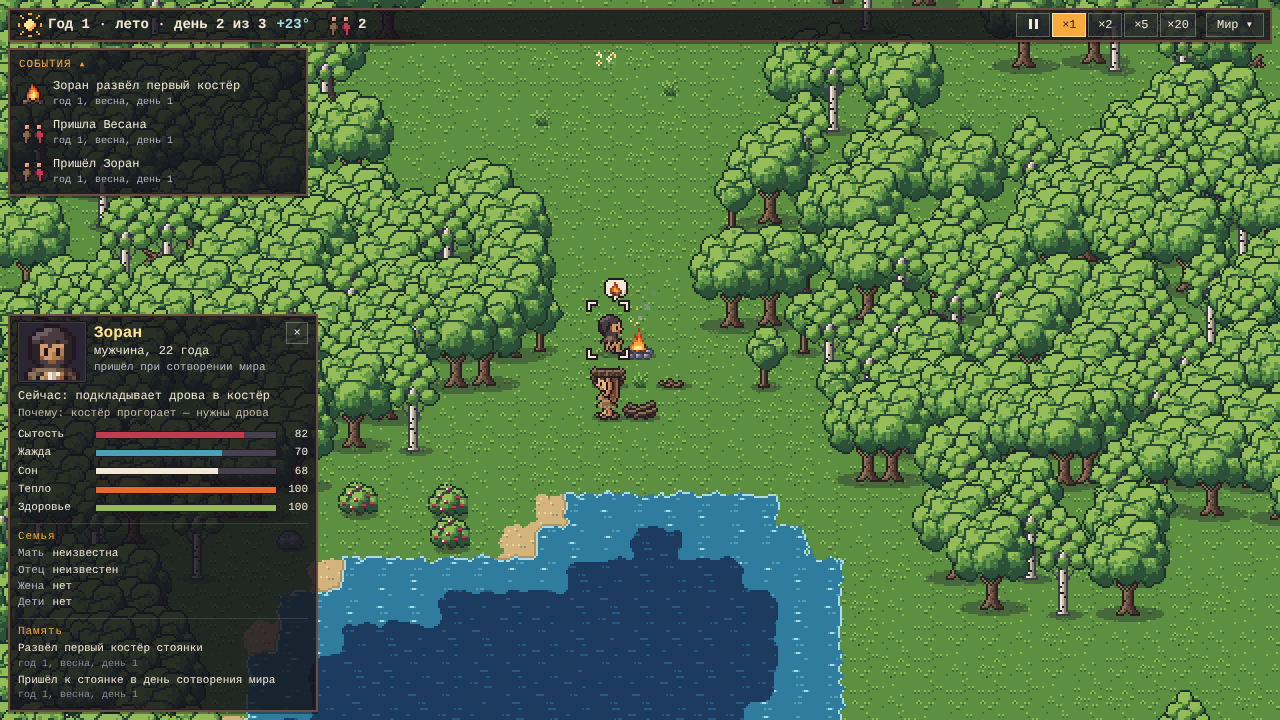 Год 1 · лето · день 2 из 3 +23° 2
×1 ×2 ×5 ×20 Мир ▾
СОБЫТИЯ ▴
Зоран развёл первый костёр
год 1, весна, день 1
Пришла Весана
год 1, весна, день 1
Пришёл Зоран
год 1, весна, день 1
Зоран
×
мужчина, 22 года
пришёл при сотворении мира
Сейчас: подкладывает дрова в костёр
Почему: костёр прогорает — нужны дрова
Сытость 82
Жажда 70
Сон 68
Тепло 100
Здоровье 100
Семья
Мать неизвестна
Отец неизвестен
Жена нет
Дети нет
Память
Развёл первый костёр стоянки
год 1, весна, день 1
Пришёл к стоянке в день сотворения мира
год 1, весна, день 1